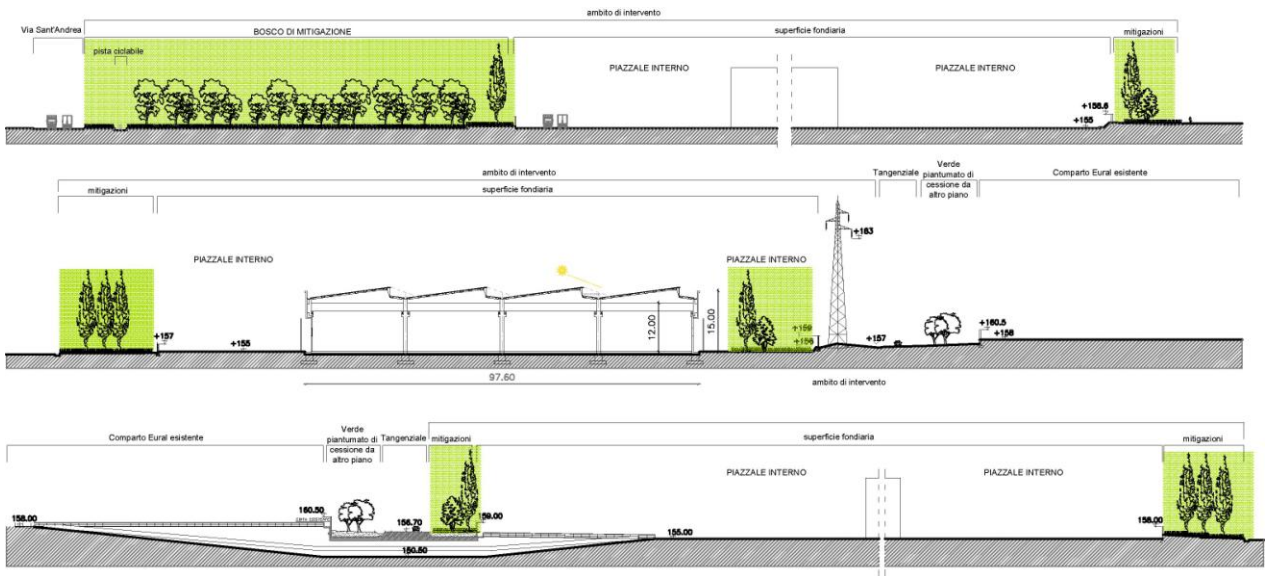 ambito di intervento
Via Sant'Andrea
BOSCO DI MITIGAZIONE
superficie fondiaria
mitigazioni
pista ciclabile
PIAZZALE INTERNO
PIAZZALE INTERNO
+155
ambito di intervento
Tangenziale
Verde
piantumato di
cessione da
altro piano
Comparto Eural esistente
mitigazioni
superficie fondiaria
PIAZZALE INTERNO
PIAZZALE INTERNO
+163
+157
+155
12.00
15.00
+159
+156
+157
+160.5
+158
97.60
ambito di intervento
Comparto Eural esistente
Verde
piantumato di
cessione da
altro piano
Tangenziale
mitigazioni
superficie fondiaria
mitigazioni
PIAZZALE INTERNO
PIAZZALE INTERNO
158.00
160.50
156.70
159.00
150.50
155.00